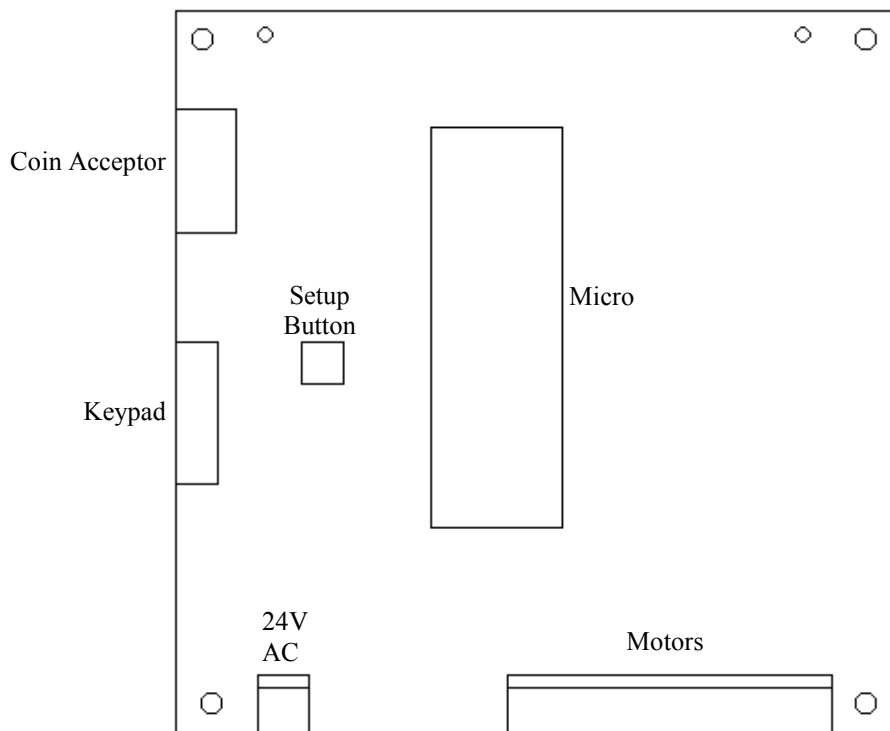 Coin Acceptor
Setup
Button
Micro
Keypad
24V
AC
Motors